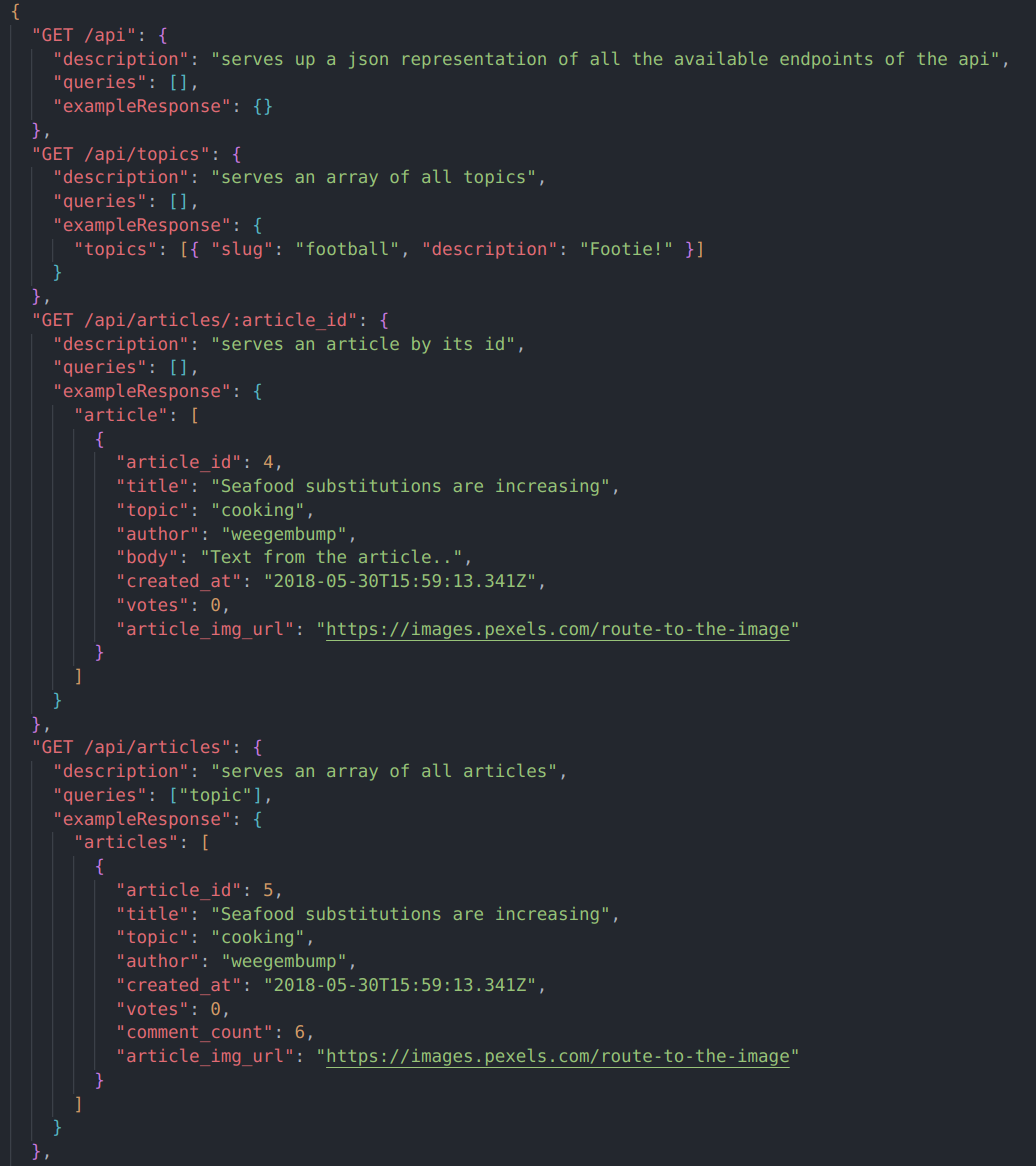 {
  "GET /api": {
    "description": "serves up a json representation of all the available endpoints of the api",
    "queries": [],
    "exampleResponse": {}
  },
  "GET /api/topics": {
    "description": "serves an array of all topics",
    "queries": [],
    "exampleResponse": {
      "topics": [{ "slug": "football", "description": "Footie!" }]
    }
  },
  "GET /api/articles/:article_id": {
    "description": "serves an article by its id",
    "queries": [],
    "exampleResponse": {
      "article": [
        {
          "article_id": 4,
          "title": "Seafood substitutions are increasing",
          "topic": "cooking",
          "author": "weegembump",
          "body": "Text from the article..",
          "created_at": "2018-05-30T15:59:13.341Z",
          "votes": 0,
          "article_img_url": "https://images.pexels.com/route-to-the-image"
        }
      ]
    }
  },
  "GET /api/articles": {
    "description": "serves an array of all articles",
    "queries": ["topic"],
    "exampleResponse": {
      "articles": [
        {
          "article_id": 5,
          "title": "Seafood substitutions are increasing",
          "topic": "cooking",
          "author": "weegembump",
          "created_at": "2018-05-30T15:59:13.341Z",
          "votes": 0,
          "comment_count": 6,
          "article_img_url": "https://images.pexels.com/route-to-the-image"
        }
      ]
    }
  },